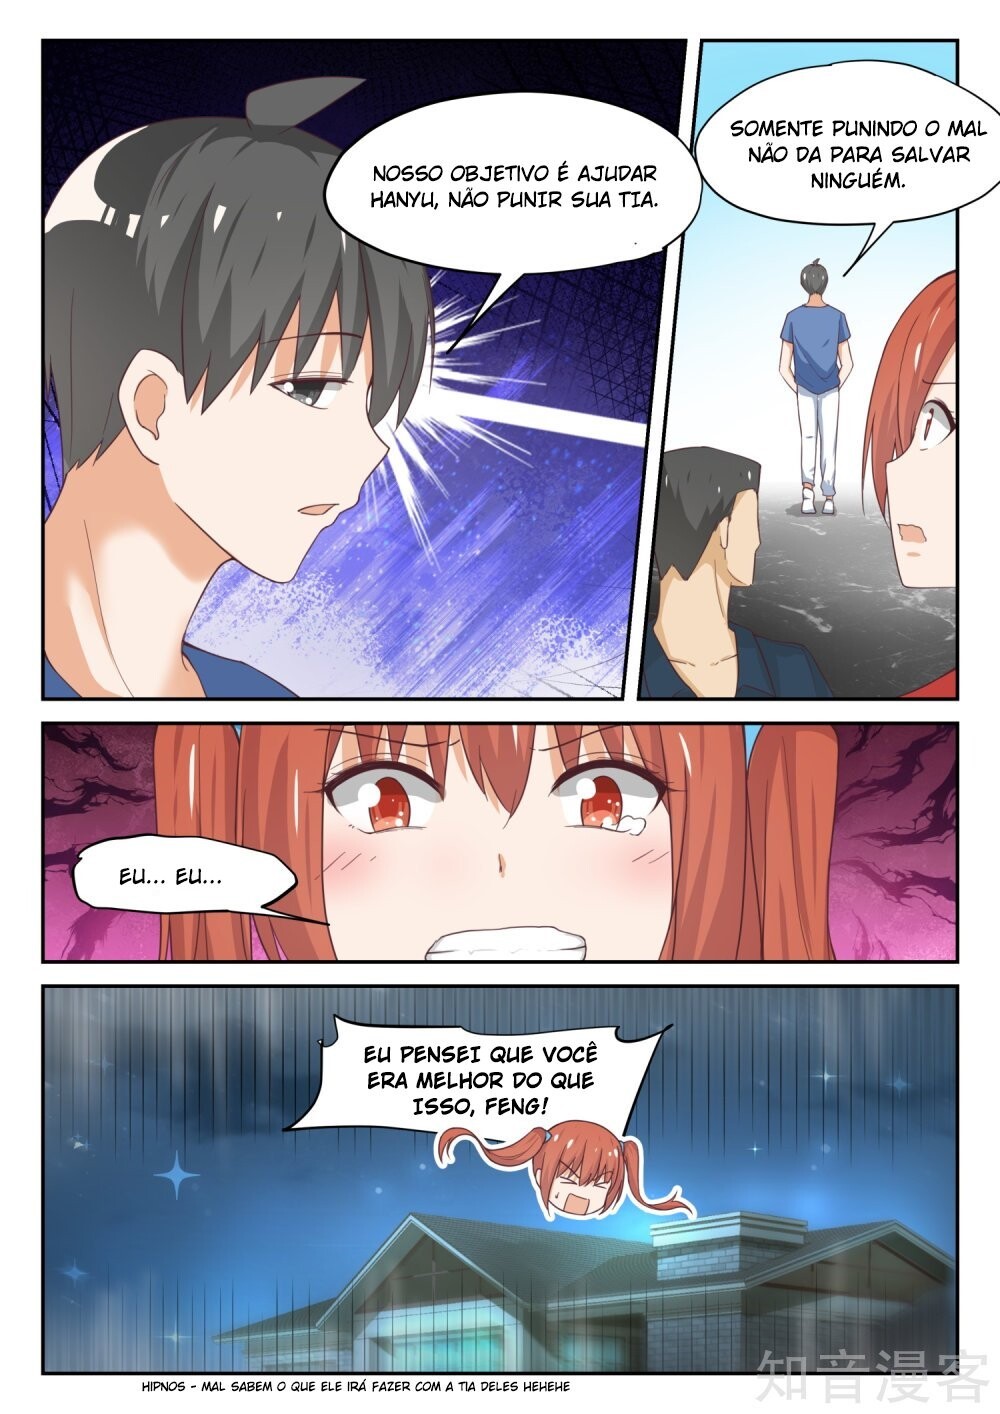 NOSSO OBJETIVO É AJUDAR
HANYU, NÃO PUNIR SUA TIA.
SOMENTE PUNINDO O MAL
NÃO DA PARA SALVAR
NINGUÉM.
EU... EU...
EU PENSEI QUE VOCÊ
ERA MELHOR DO QUE
ISSO, FENG!
HIPNOS - MAL SABEM O QUE ELE IRÁ FAZER COM A TIA DELES HEHEHE
知音漫客